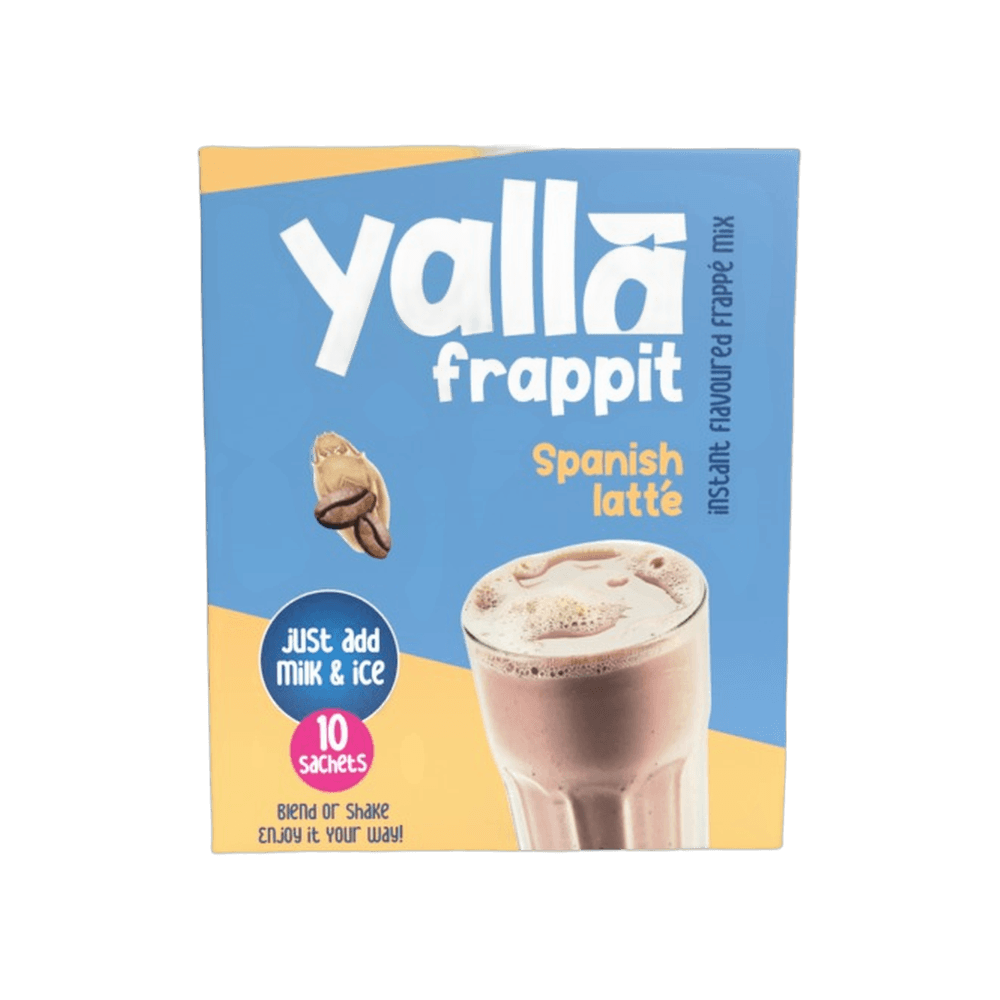 yalla
frappit
Spanish
latté
instant flavoured frappé mix
just add
milk & ice
10
sachets
Blend or Shake
Enjoy it Your Way!